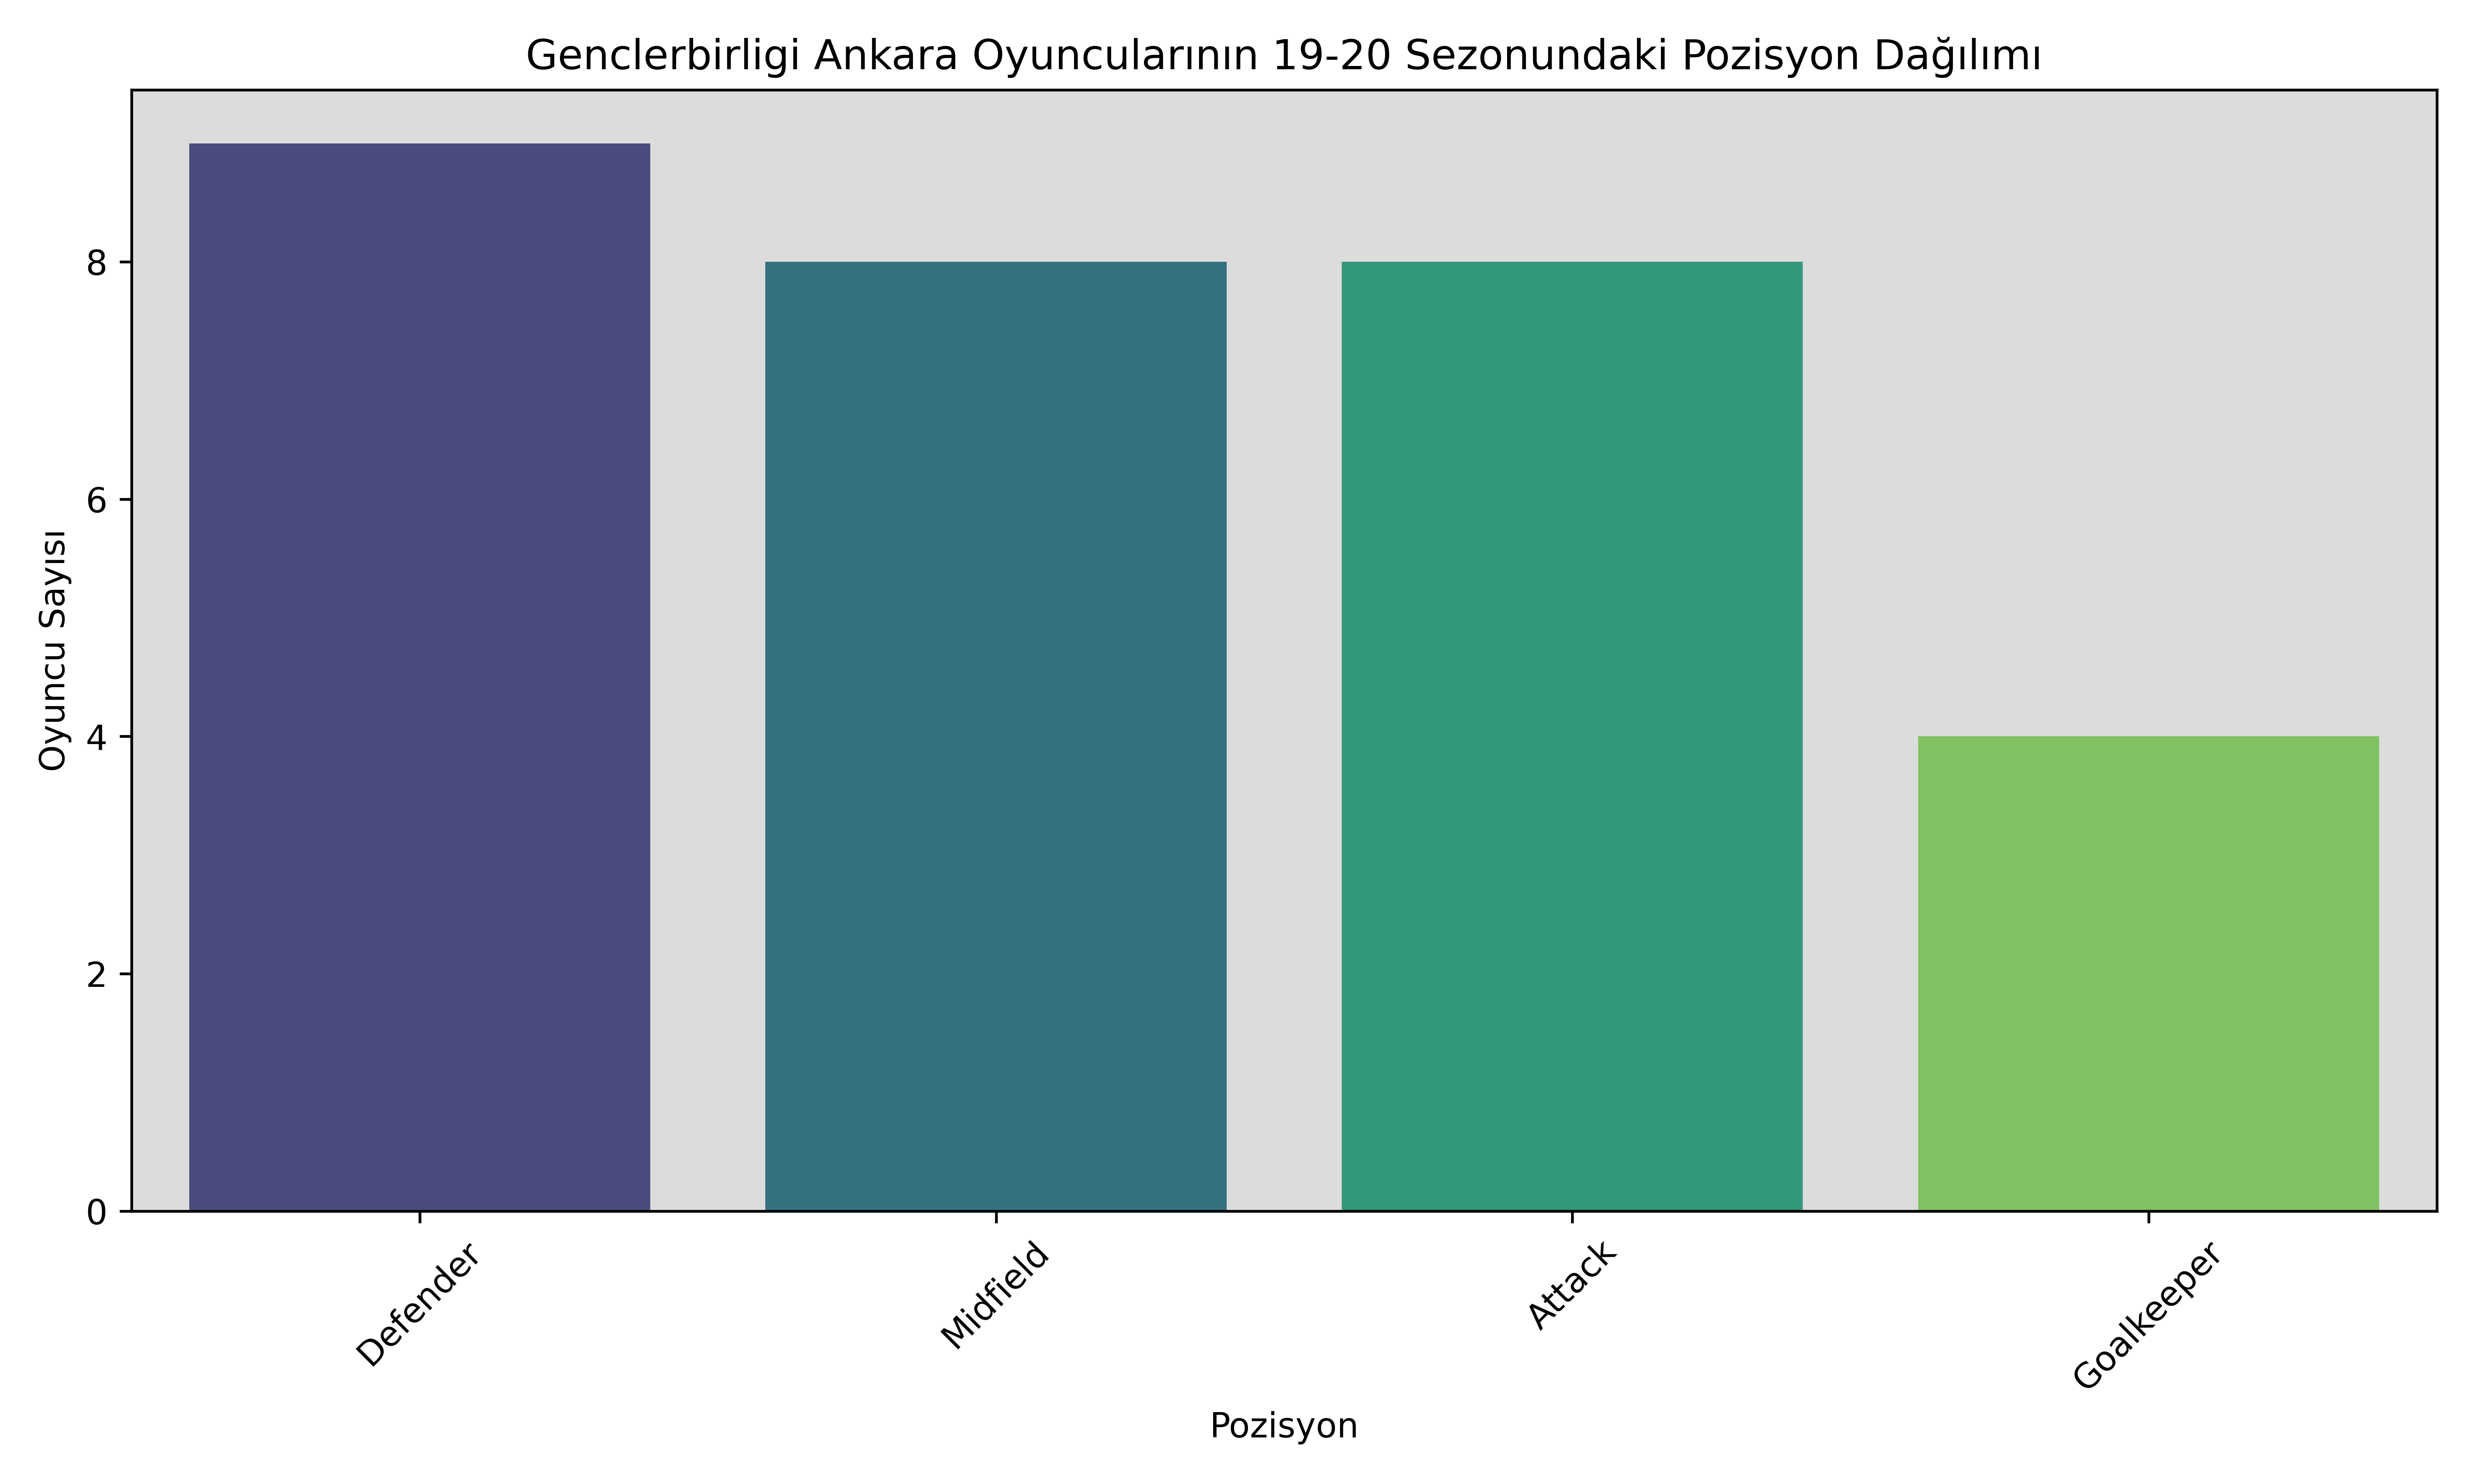 Genclerbirligi Ankara Oyuncularının 19-20 Sezonundaki Pozisyon Dağılımı
Oyuncu Sayısı
8
6
4
2
0
Defender
Midfield
Attack
Goalkeeper
Pozisyon